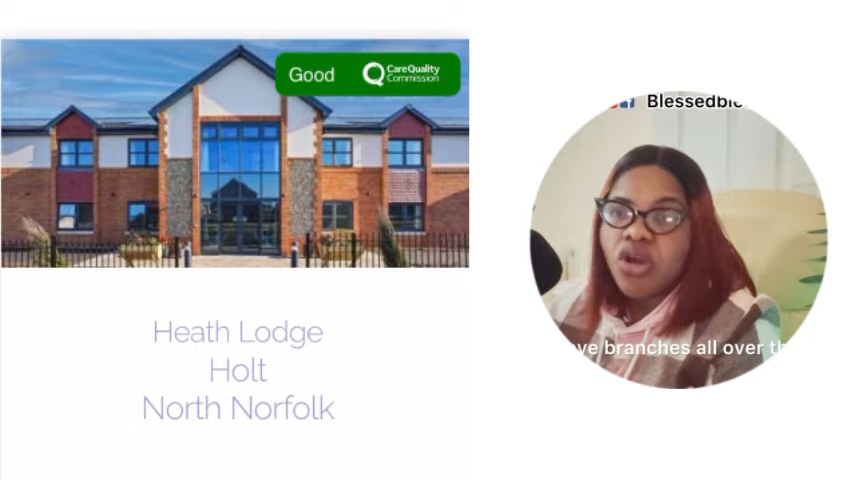 Good
CareQuality
Commission
Heath Lodge
Holt
North Norfolk
branches all over